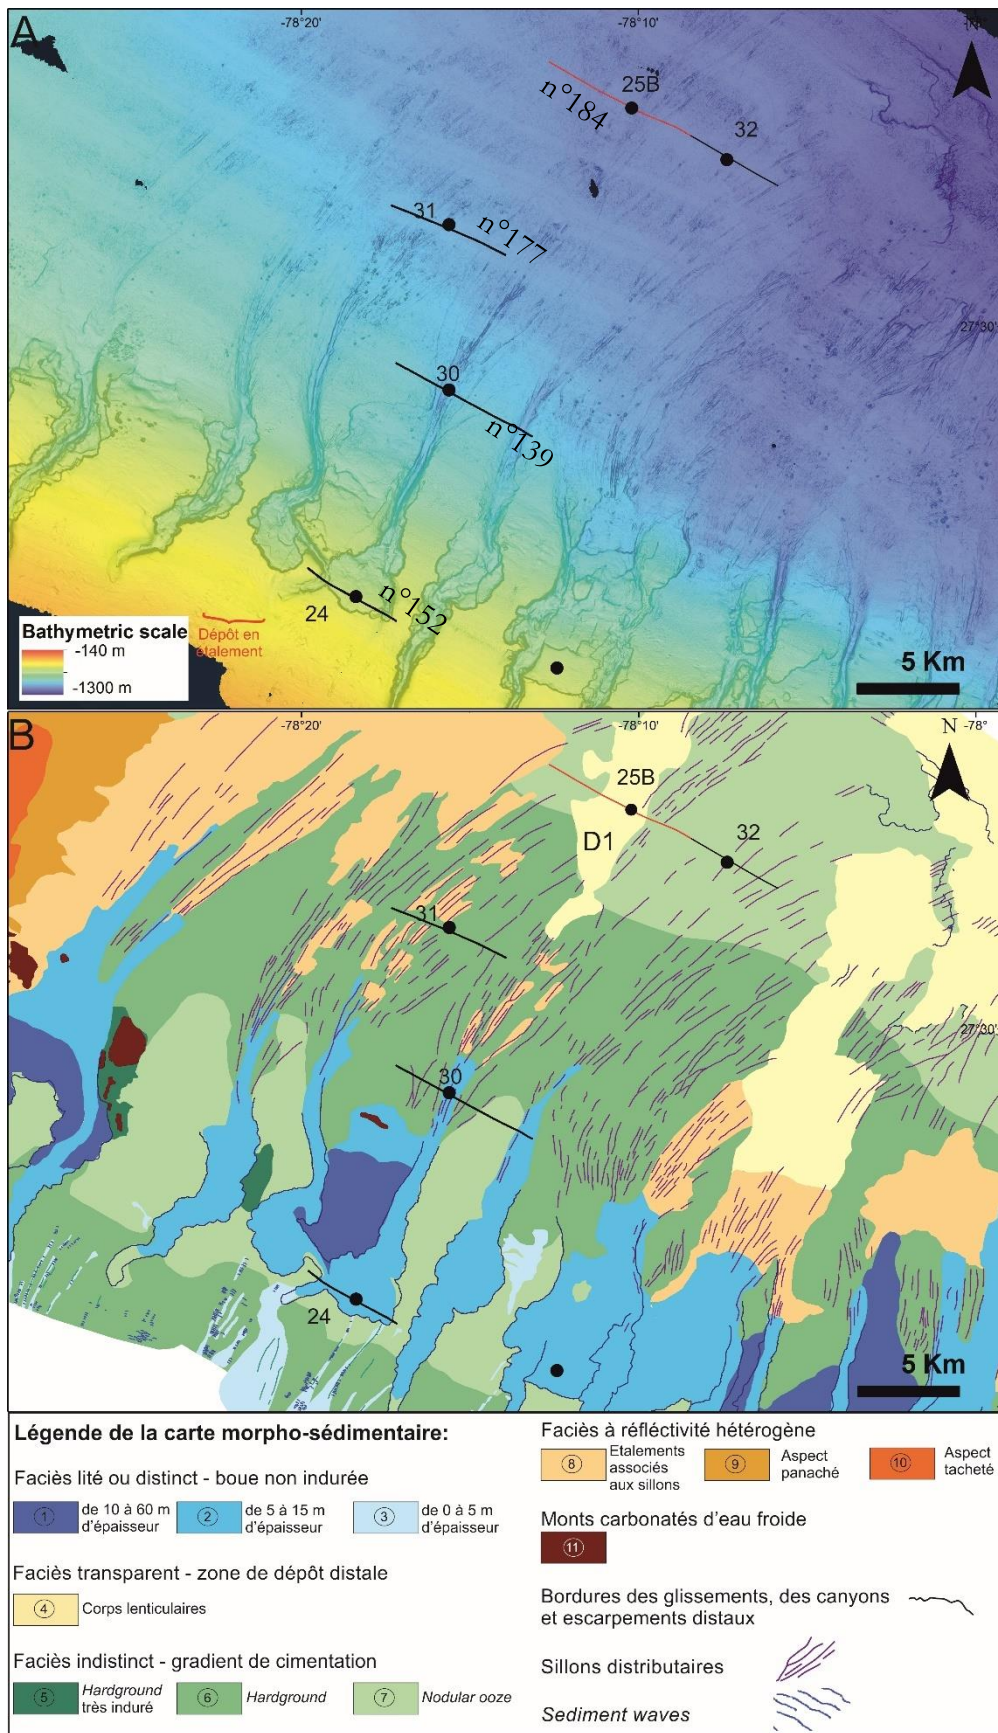 A
-78°20'
-78°10'
25B
n°184
32
31
n°177
27°30'
30
n°139
24
n°152
Bathymetric scale
-140 m
-1300 m
Dépôt en
étalement
5 Km
B
-78°20'
-78°10'
-78°
N
25B
D1
32
31
27°30'
30
24
5 Km
Légende de la carte morpho-sédimentaire:
Faciès lité ou distinct - boue non indurée
1 de 10 à 60 m
d'épaisseur
2 de 5 à 15 m
d'épaisseur
3 de 0 à 5 m
d'épaisseur
Faciès transparent - zone de dépôt distale
4 Corps lenticulaires
Faciès indistinct - gradient de cimentation
5 Hardground
très induré
6 Hardground
7 Nodular ooze
Faciès à réfléctivité hétérogène
8 Etalements
associés
aux sillons
9 Aspect
panaché
10 Aspect
tacheté
Monts carbonatés d'eau froide
11
Bordures des glissements, des canyons
et escarpements distaux
Sillons distributaires
Sediment waves